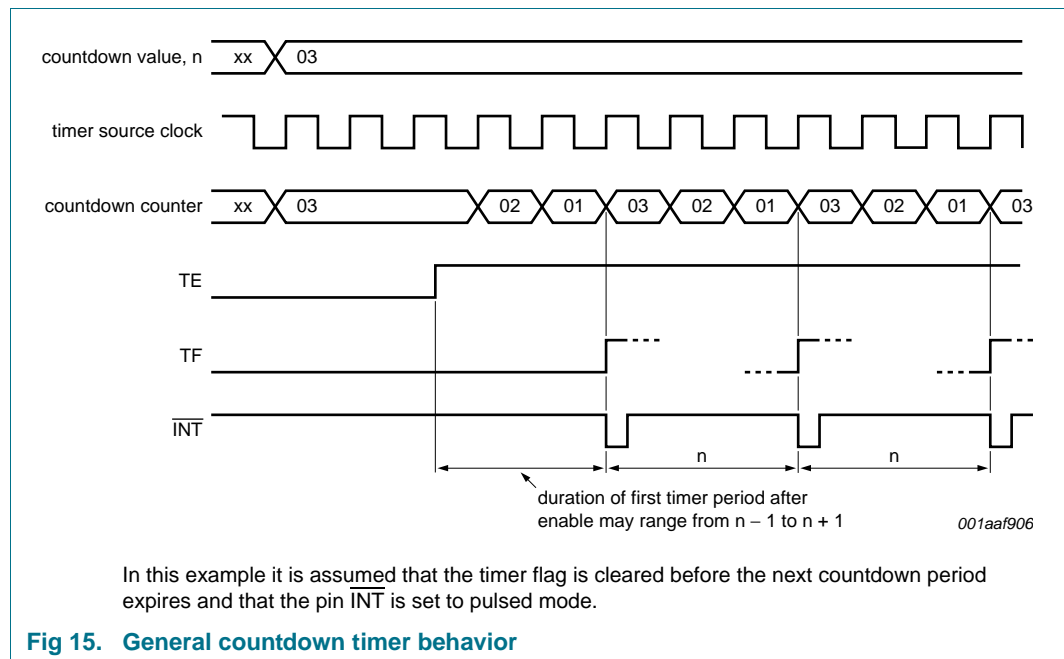 countdown value, n xx 03
timer source clock
countdown counter xx 03 02 01 03 02 01 03 02 01 03
TE
TF
INT
n n
duration of first timer period after
enable may range from n − 1 to n + 1
001aaf906
In this example it is assumed that the timer flag is cleared before the next countdown period
expires and that the pin INT is set to pulsed mode.
Fig 15. General countdown timer behavior